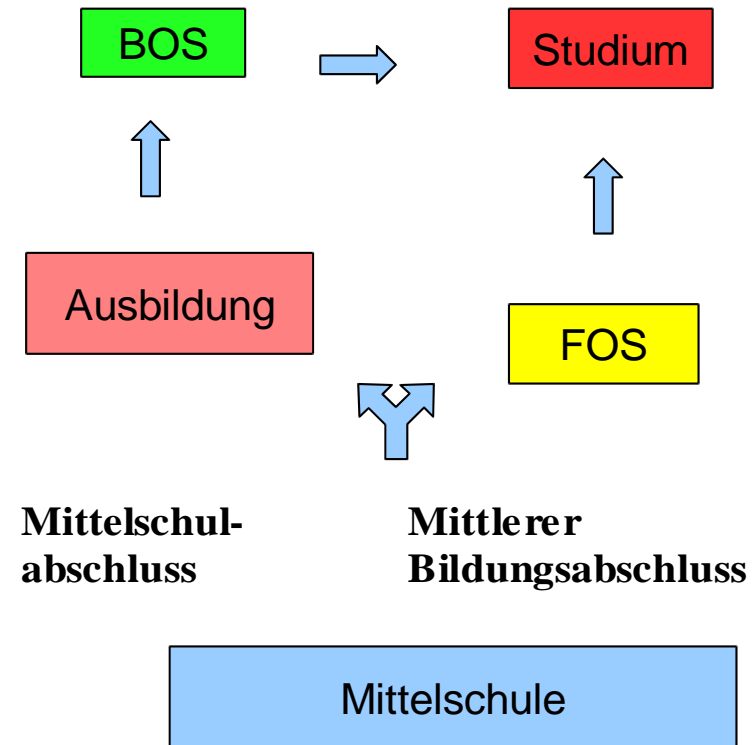 BOS
Studium
Ausbildung
FOS
Mittelschul-
abschluss
Mittlerer
Bildungsabschluss
Mittelschule